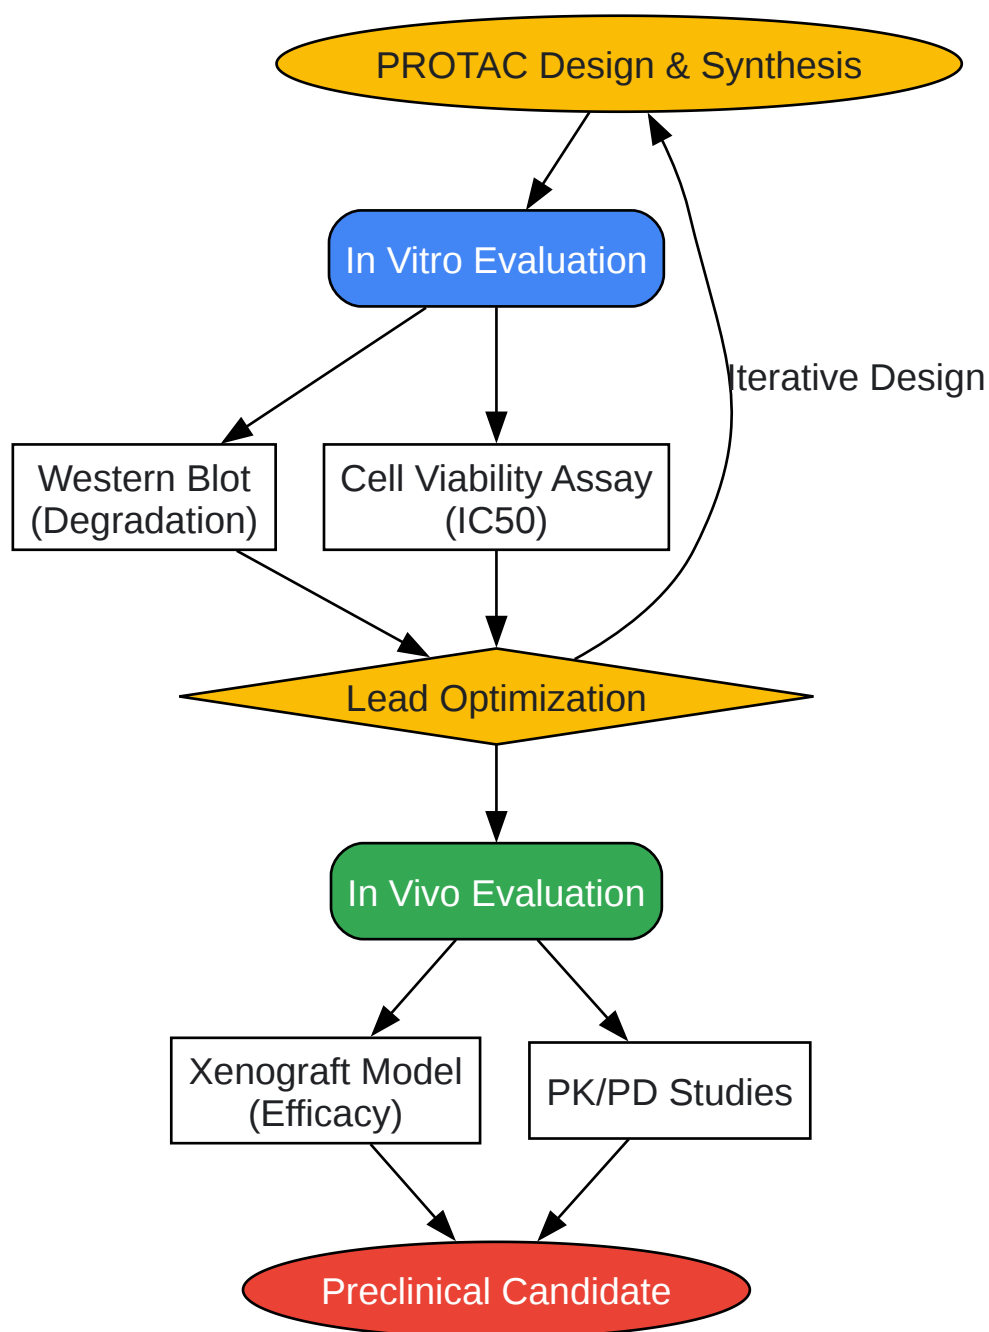 PROTAC Design & Synthesis
In Vitro Evaluation
Iterative Design
Western Blot
(Degradation)
Cell Viability Assay
(IC50)
Lead Optimization
In Vivo Evaluation
Xenograft Model
(Efficacy)
PK/PD Studies
Preclinical Candidate